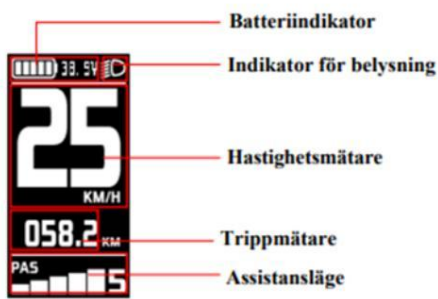 Batteriindikator
33.5V
Indikator för belysning
25
KM/H
Hastighetsmätare
058.2 KM
Trippmätare
PAS
5
Assistansläge